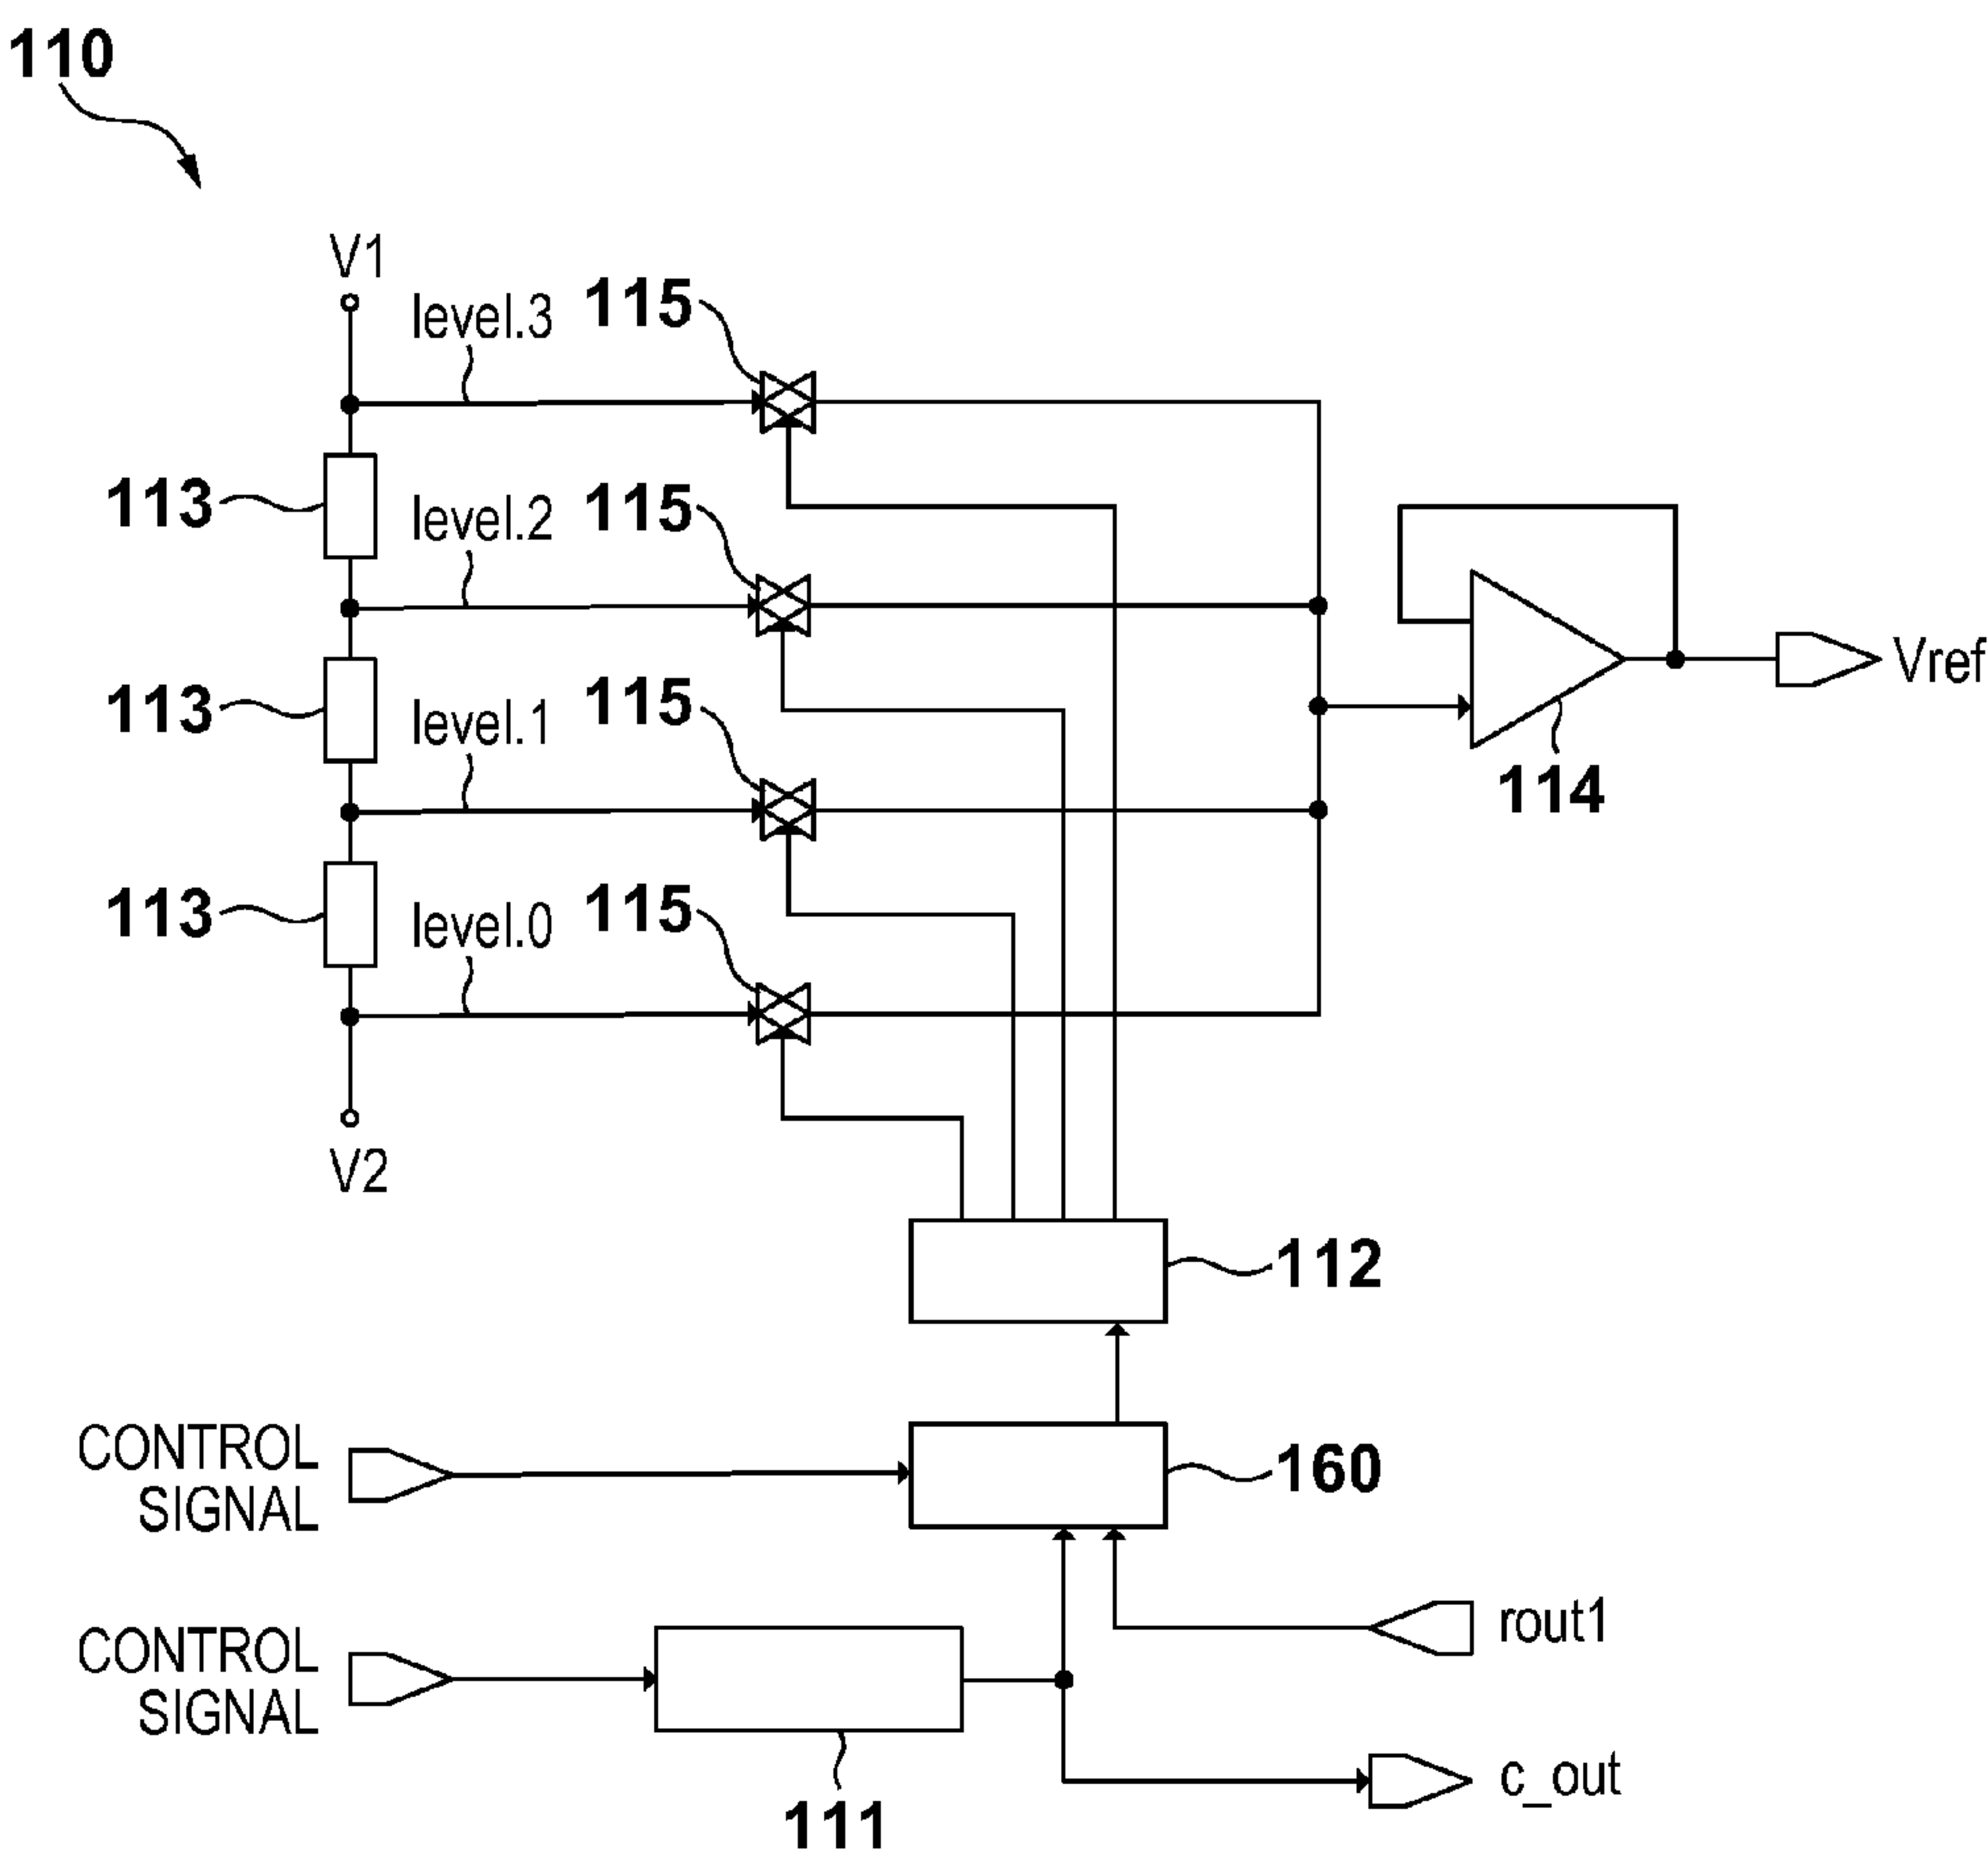 110
V1
level.3
115
113
level.2
115
113
level.1
115
114
Vref
113
level.0
115
V2
112
CONTROL
SIGNAL
160
CONTROL
SIGNAL
rout1
111
c_out